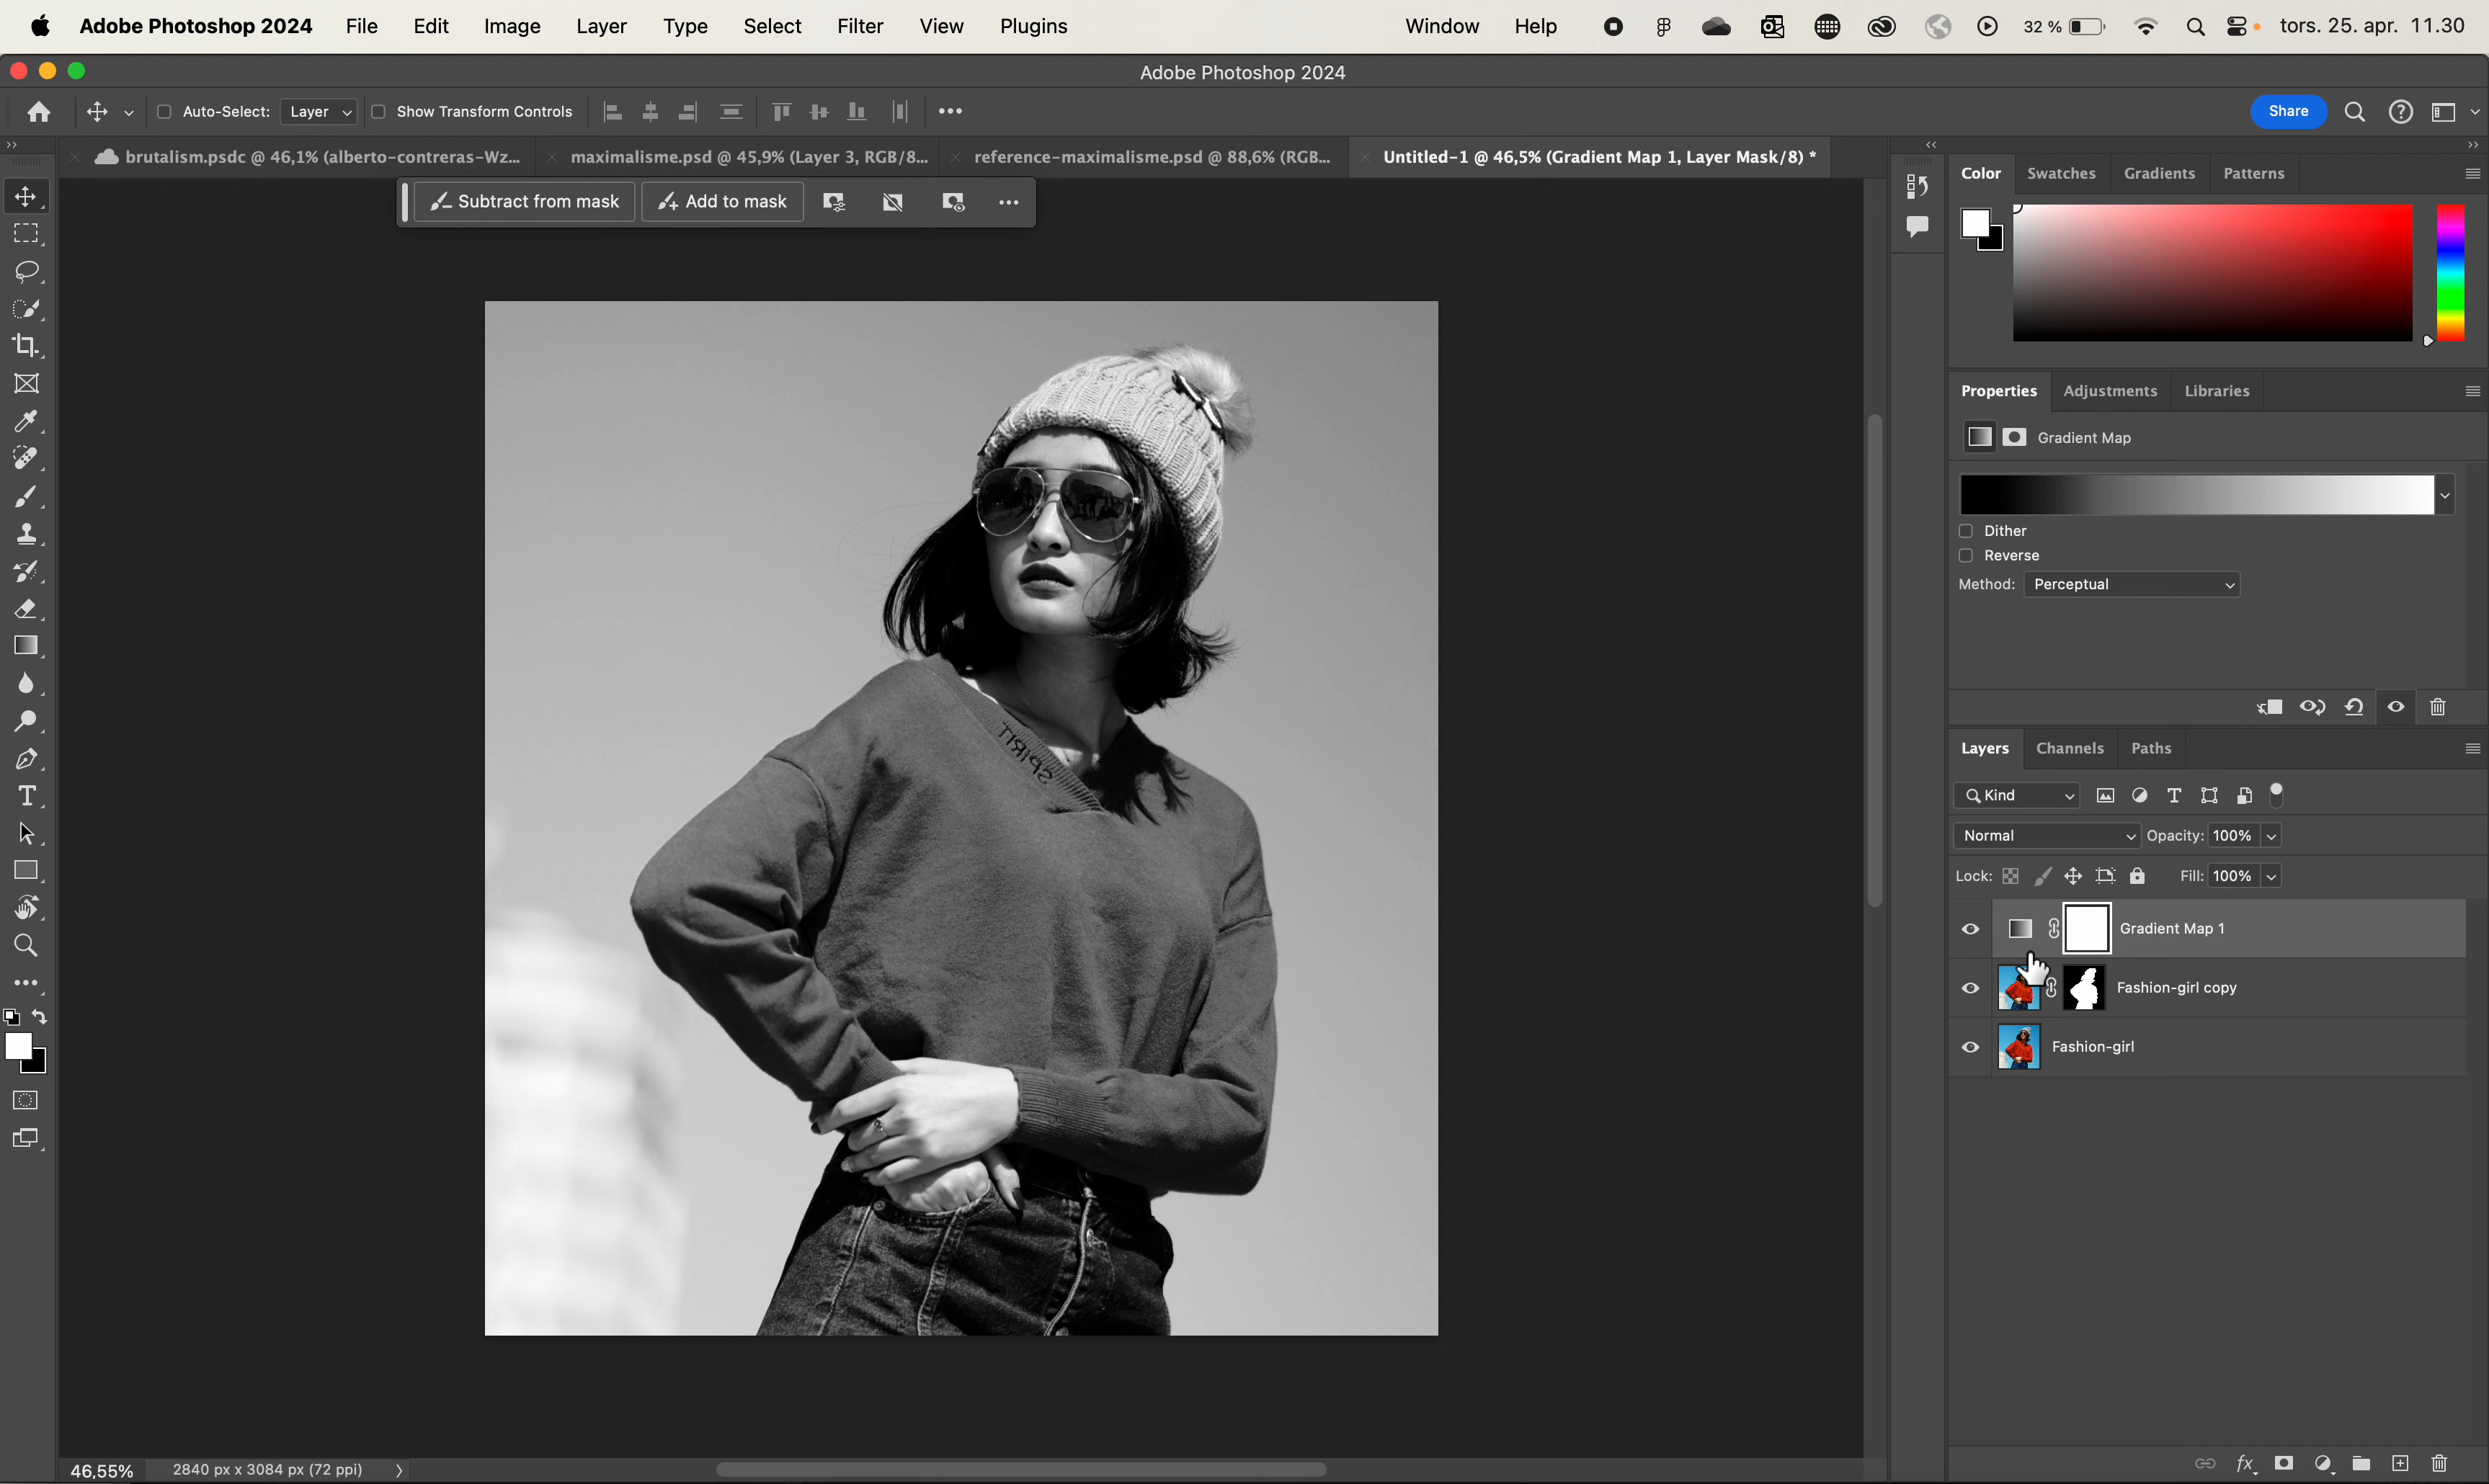 Adobe Photoshop 2024 File Edit Image Layer Type Select Filter View Plugins Window Help 32 % tors. 25. apr. 11.30
Adobe Photoshop 2024
Auto-Select: Layer Show Transform Controls Share
brutalism.psdc @ 46,1% (alberto-contreras-Wz... maximalisme.psd @ 45,9% (Layer 3, RGB/8... reference-maximalisme.psd @ 88,6% (RGB... Untitled-1 @ 46,5% (Gradient Map 1, Layer Mask/8) *
Subtract from mask Add to mask
Color Swatches Gradients Patterns
Properties Adjustments Libraries
Gradient Map
Dither
Reverse
Method: Perceptual
SPIRIT
Layers Channels Paths
Kind
Normal Opacity: 100%
Lock: Fill: 100%
Gradient Map 1
Fashion-girl copy
Fashion-girl
fx
46,55% 2840 px x 3084 px (72 ppi)